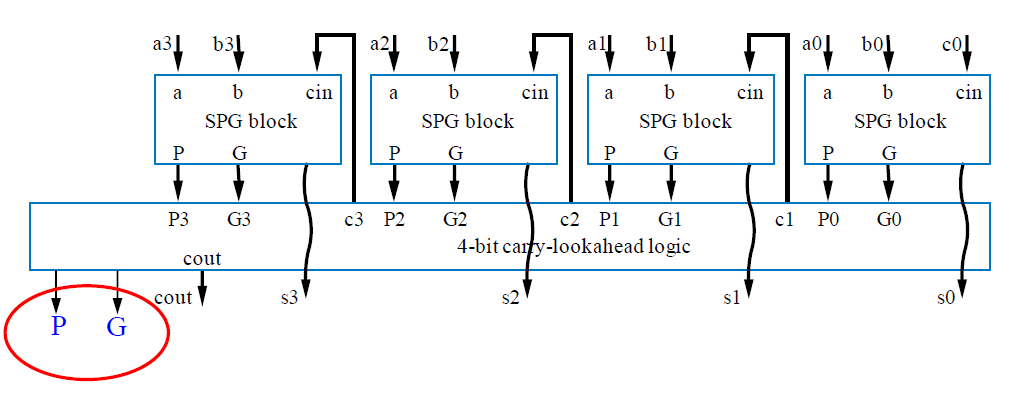 a3 b3 a2 b2 a1 b1 a0 b0 c0
a b cin a b cin a b cin a b cin
SPG block SPG block SPG block SPG block
P G P G P G P G
P3 G3 c3 P2 G2 c2 P1 G1 c1 P0 G0
4-bit carry-lookahead logic
cout
cout s3 s2 s1 s0
P G